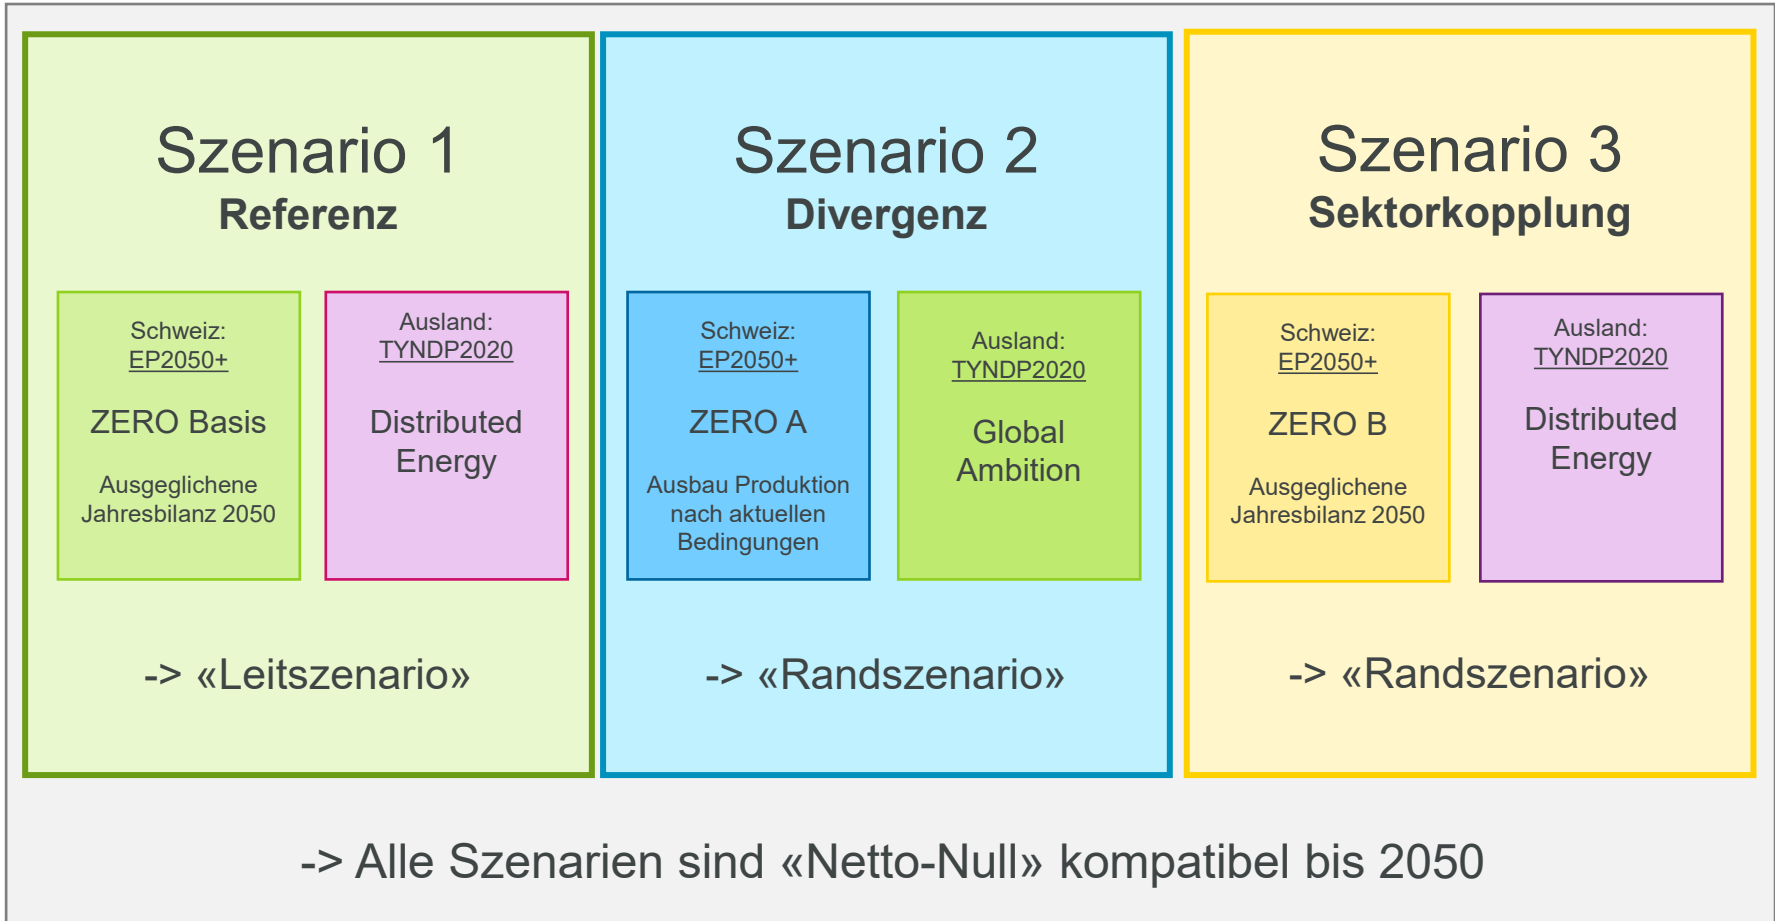 Szenario 1
Referenz
Schweiz:
EP2050+
ZERO Basis
Ausgeglichene
Jahresbilanz 2050
Ausland:
TYNDP2020
Distributed
Energy
-> «Leitszenario»
Szenario 2
Divergenz
Schweiz:
EP2050+
ZERO A
Ausbau Produktion
nach aktuellen
Bedingungen
Ausland:
TYNDP2020
Global
Ambition
-> «Randszenario»
Szenario 3
Sektorkopplung
Schweiz:
EP2050+
ZERO B
Ausgeglichene
Jahresbilanz 2050
Ausland:
TYNDP2020
Distributed
Energy
-> «Randszenario»
-> Alle Szenarien sind «Netto-Null» kompatibel bis 2050